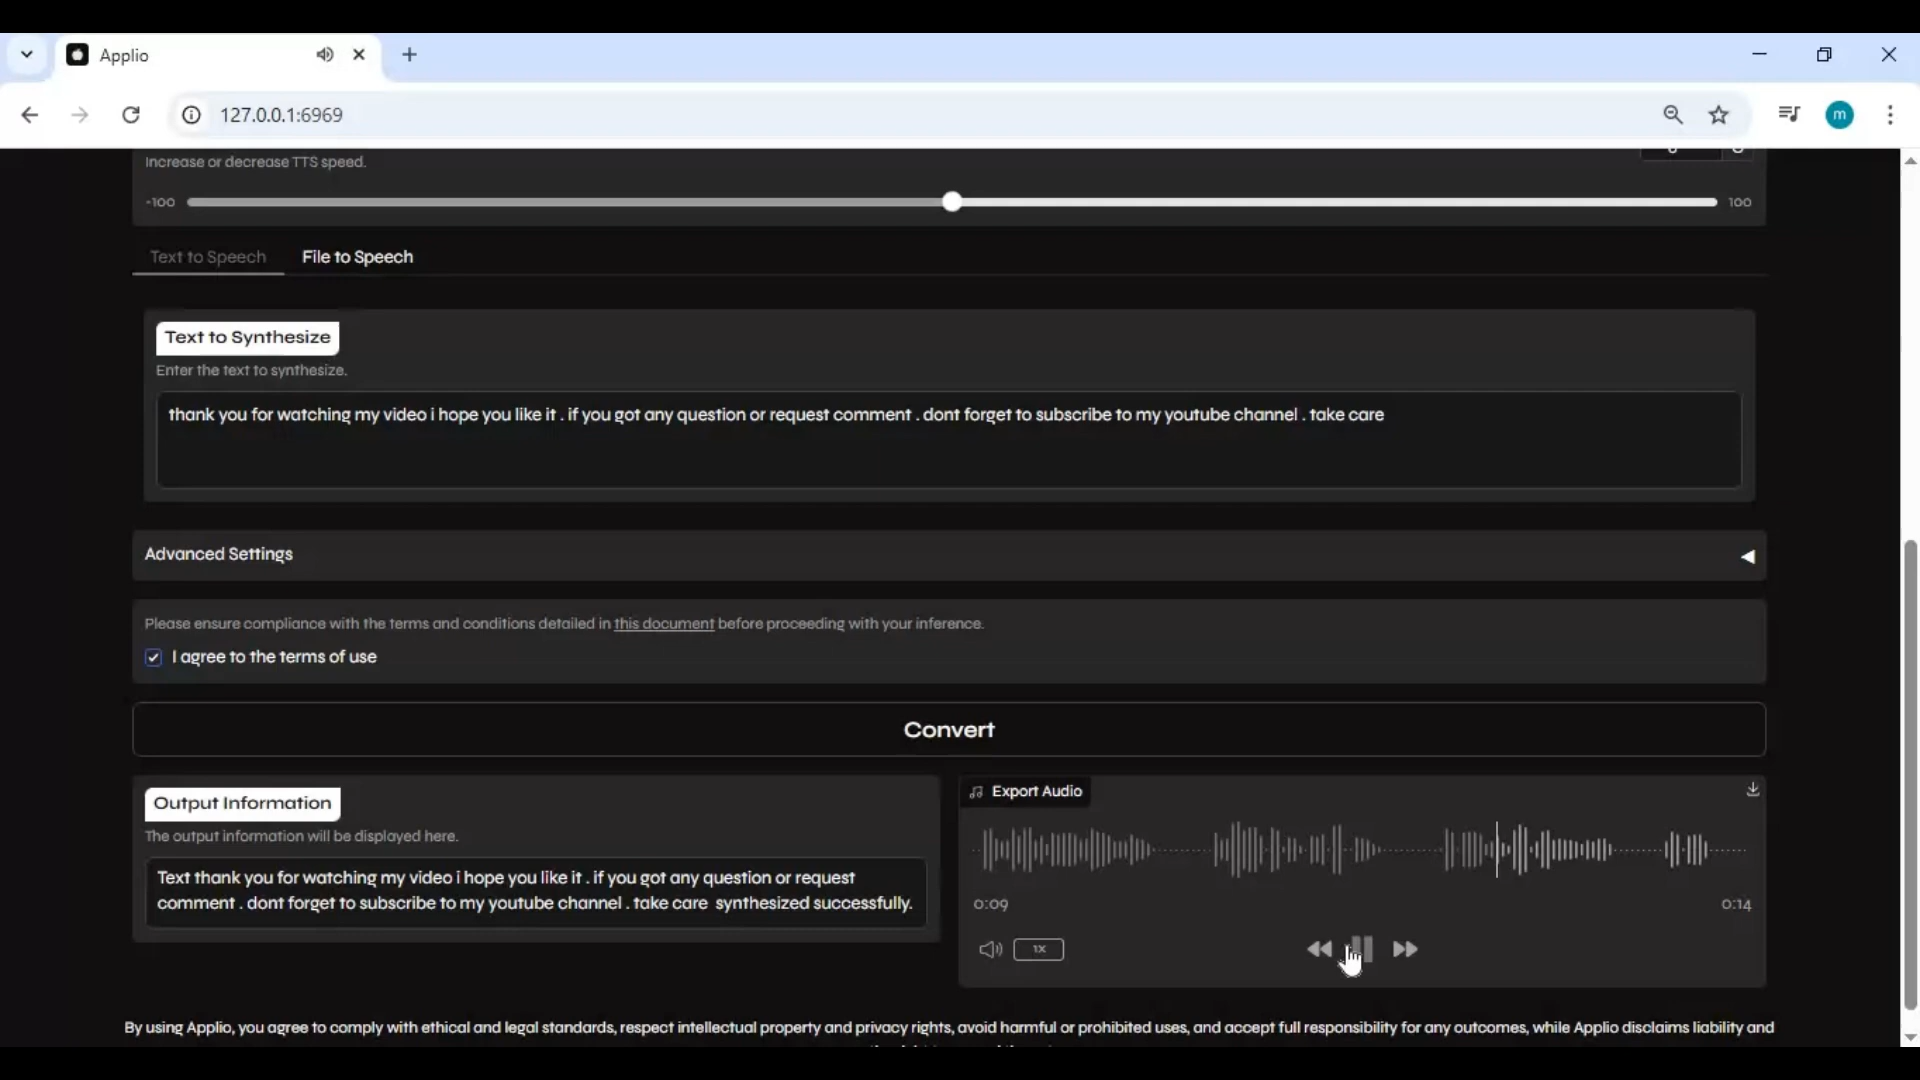 Applio
127.0.0.1:6969
Increase or decrease TTS speed.
-100
100
Text to Speech
File to Speech
Text to Synthesize
Enter the text to synthesize.
thank you for watching my video i hope you like it . if you got any question or request comment . dont forget to subscribe to my youtube channel . take care
Advanced Settings
Please ensure compliance with the terms and conditions detailed in this document before proceeding with your inference.
I agree to the terms of use
Convert
Output Information
The output information will be displayed here.
Text thank you for watching my video i hope you like it . if you got any question or request
comment . dont forget to subscribe to my youtube channel . take care synthesized successfully.
Export Audio
0:09
0:14
1x
By using Applio, you agree to comply with ethical and legal standards, respect intellectual property and privacy rights, avoid harmful or prohibited uses, and accept full responsibility for any outcomes, while Applio disclaims liability and
m